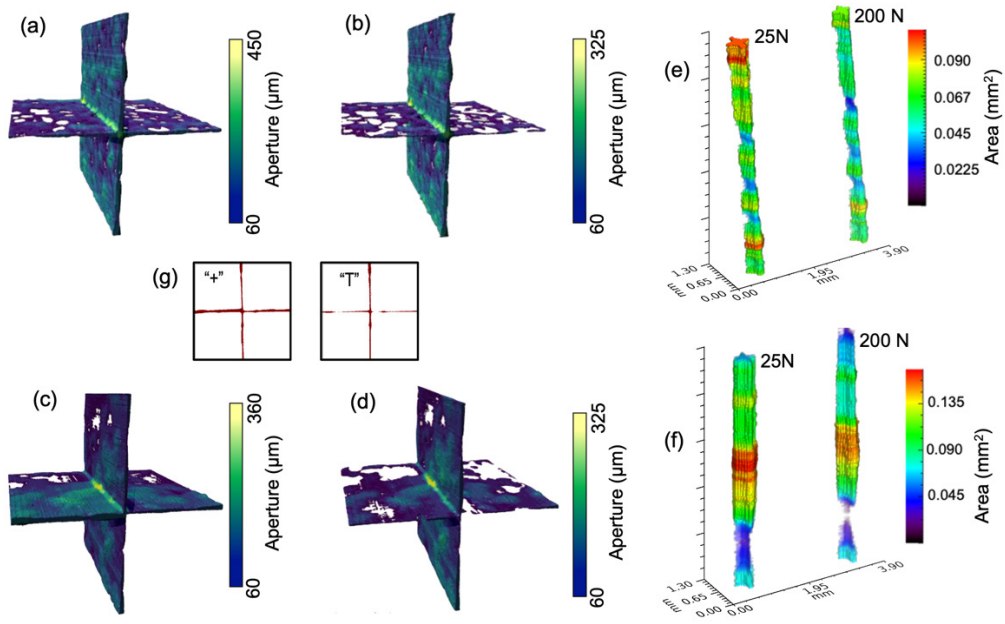 (a)
450
Aperture (µm)
60
(b)
325
Aperture (µm)
60
(e)
25N
200 N
0.090
0.067
0.045
0.0225
Area (mm²)
1.30
0.65
0.00
mm
0.00
1.95
mm
3.90
(g)
"+"
"T"
(c)
360
Aperture (µm)
60
(d)
325
Aperture (µm)
60
(f)
25N
200 N
0.135
0.090
0.045
Area (mm²)
1.30
0.65
0.00
mm
0.00
1.95
mm
3.90